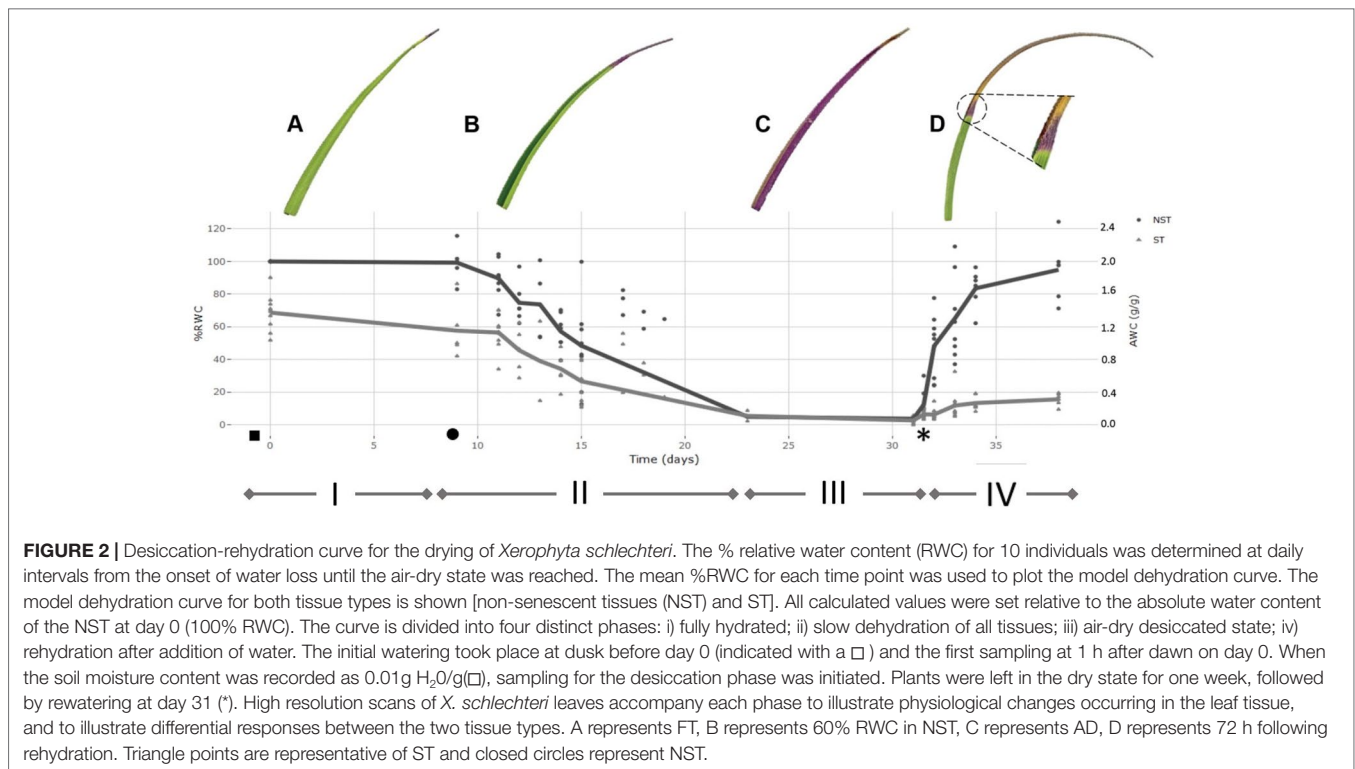 A
B
C
D
NST
ST
120
100
80
60
40
20
0
%RWC
2.4
2.0
1.6
1.2
0.8
0.4
0.0
AWC (g/g)
0 5 10 15 20 25 30 35
*
Time (days)
I II III IV
FIGURE 2 | Desiccation-rehydration curve for the drying of Xerophyta schlechteri. The % relative water content (RWC) for 10 individuals was determined at daily
intervals from the onset of water loss until the air-dry state was reached. The mean %RWC for each time point was used to plot the model dehydration curve. The
model dehydration curve for both tissue types is shown [non-senescent tissues (NST) and ST]. All calculated values were set relative to the absolute water content
of the NST at day 0 (100% RWC). The curve is divided into four distinct phases: i) fully hydrated; ii) slow dehydration of all tissues; iii) air-dry desiccated state; iv)
rehydration after addition of water. The initial watering took place at dusk before day 0 (indicated with a □ ) and the first sampling at 1 h after dawn on day 0. When
the soil moisture content was recorded as 0.01g H₂0/g(□), sampling for the desiccation phase was initiated. Plants were left in the dry state for one week, followed
by rewatering at day 31 (*). High resolution scans of X. schlechteri leaves accompany each phase to illustrate physiological changes occurring in the leaf tissue,
and to illustrate differential responses between the two tissue types. A represents FT, B represents 60% RWC in NST, C represents AD, D represents 72 h following
rehydration. Triangle points are representative of ST and closed circles represent NST.